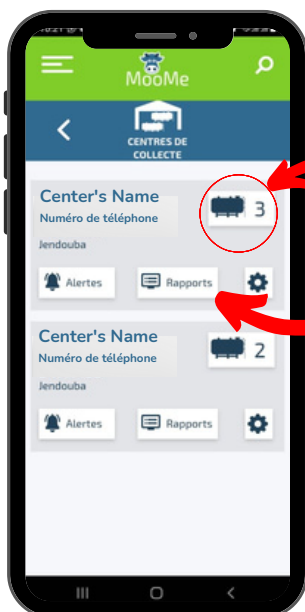 MooMe
CENTRES DE
COLLECTE
Center's Name
Numéro de téléphone
3
Jendouba
Alertes
Rapports
Center's Name
Numéro de téléphone
2
Jendouba
Alertes
Rapports